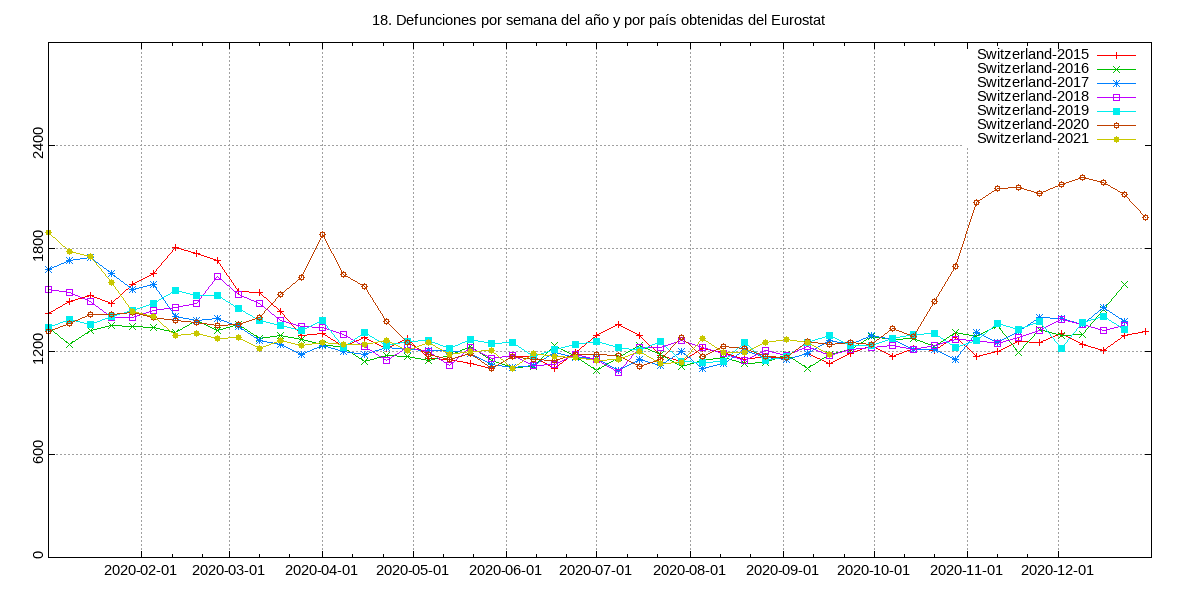 18. Defunciones por semana del año y por país obtenidas del Eurostat
Switzerland-2015
Switzerland-2016
Switzerland-2017
Switzerland-2018
Switzerland-2019
Switzerland-2020
Switzerland-2021
2400
1800
1200
600
0
2020-02-01 2020-03-01 2020-04-01 2020-05-01 2020-06-01 2020-07-01 2020-08-01 2020-09-01 2020-10-01 2020-11-01 2020-12-01